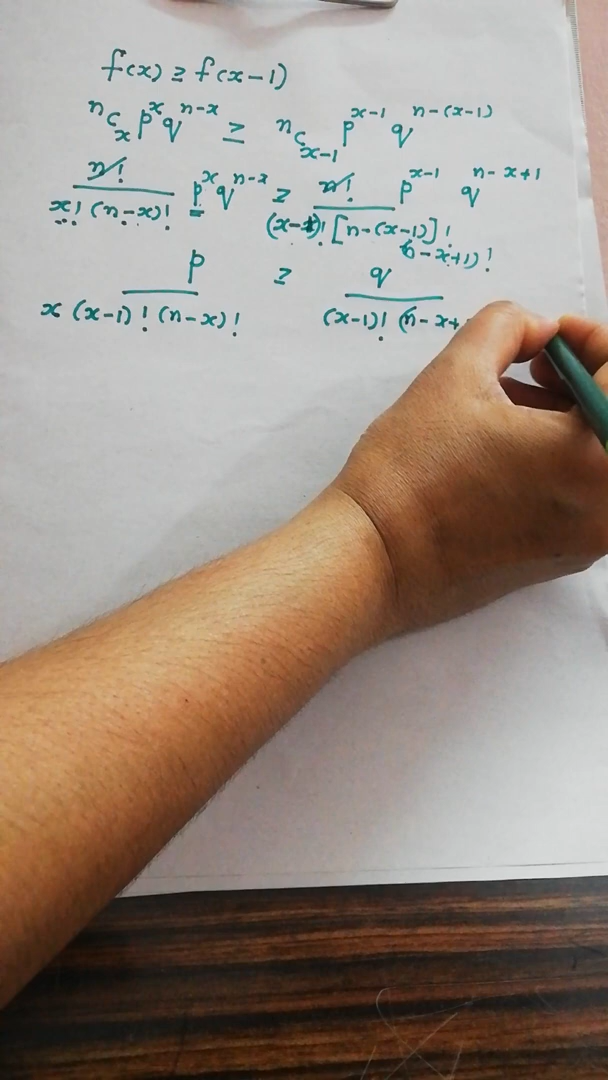 f(x) ≥ f(x-1)
ⁿCₓ pˣ qⁿ⁻ˣ ≥ ⁿCₓ₋₁ pˣ⁻¹ qⁿ⁻⁽ˣ⁻¹⁾
n!/x!(n-x)! pˣ qⁿ⁻ˣ ≥ n!/(x-1)![n-(x-1)]! pˣ⁻¹ qⁿ⁻ˣ⁺¹
(n-x+1)!
p/x(x-1)!(n-x)! ≥ q/(x-1)!(n-x+